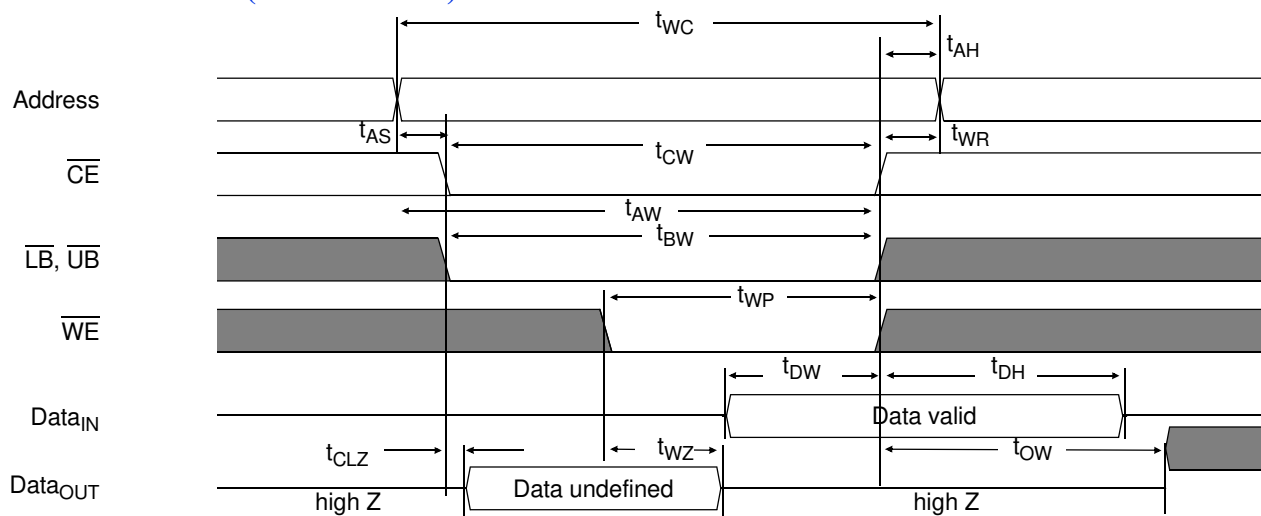 tWC
tAH
Address
tAS
tCW
tWR
CE
tAW
tBW
LB, UB
tWP
WE
tDW
tDH
DataIN
Data valid
tCLZ
tWZ
tOW
DataOUT
high Z
Data undefined
high Z